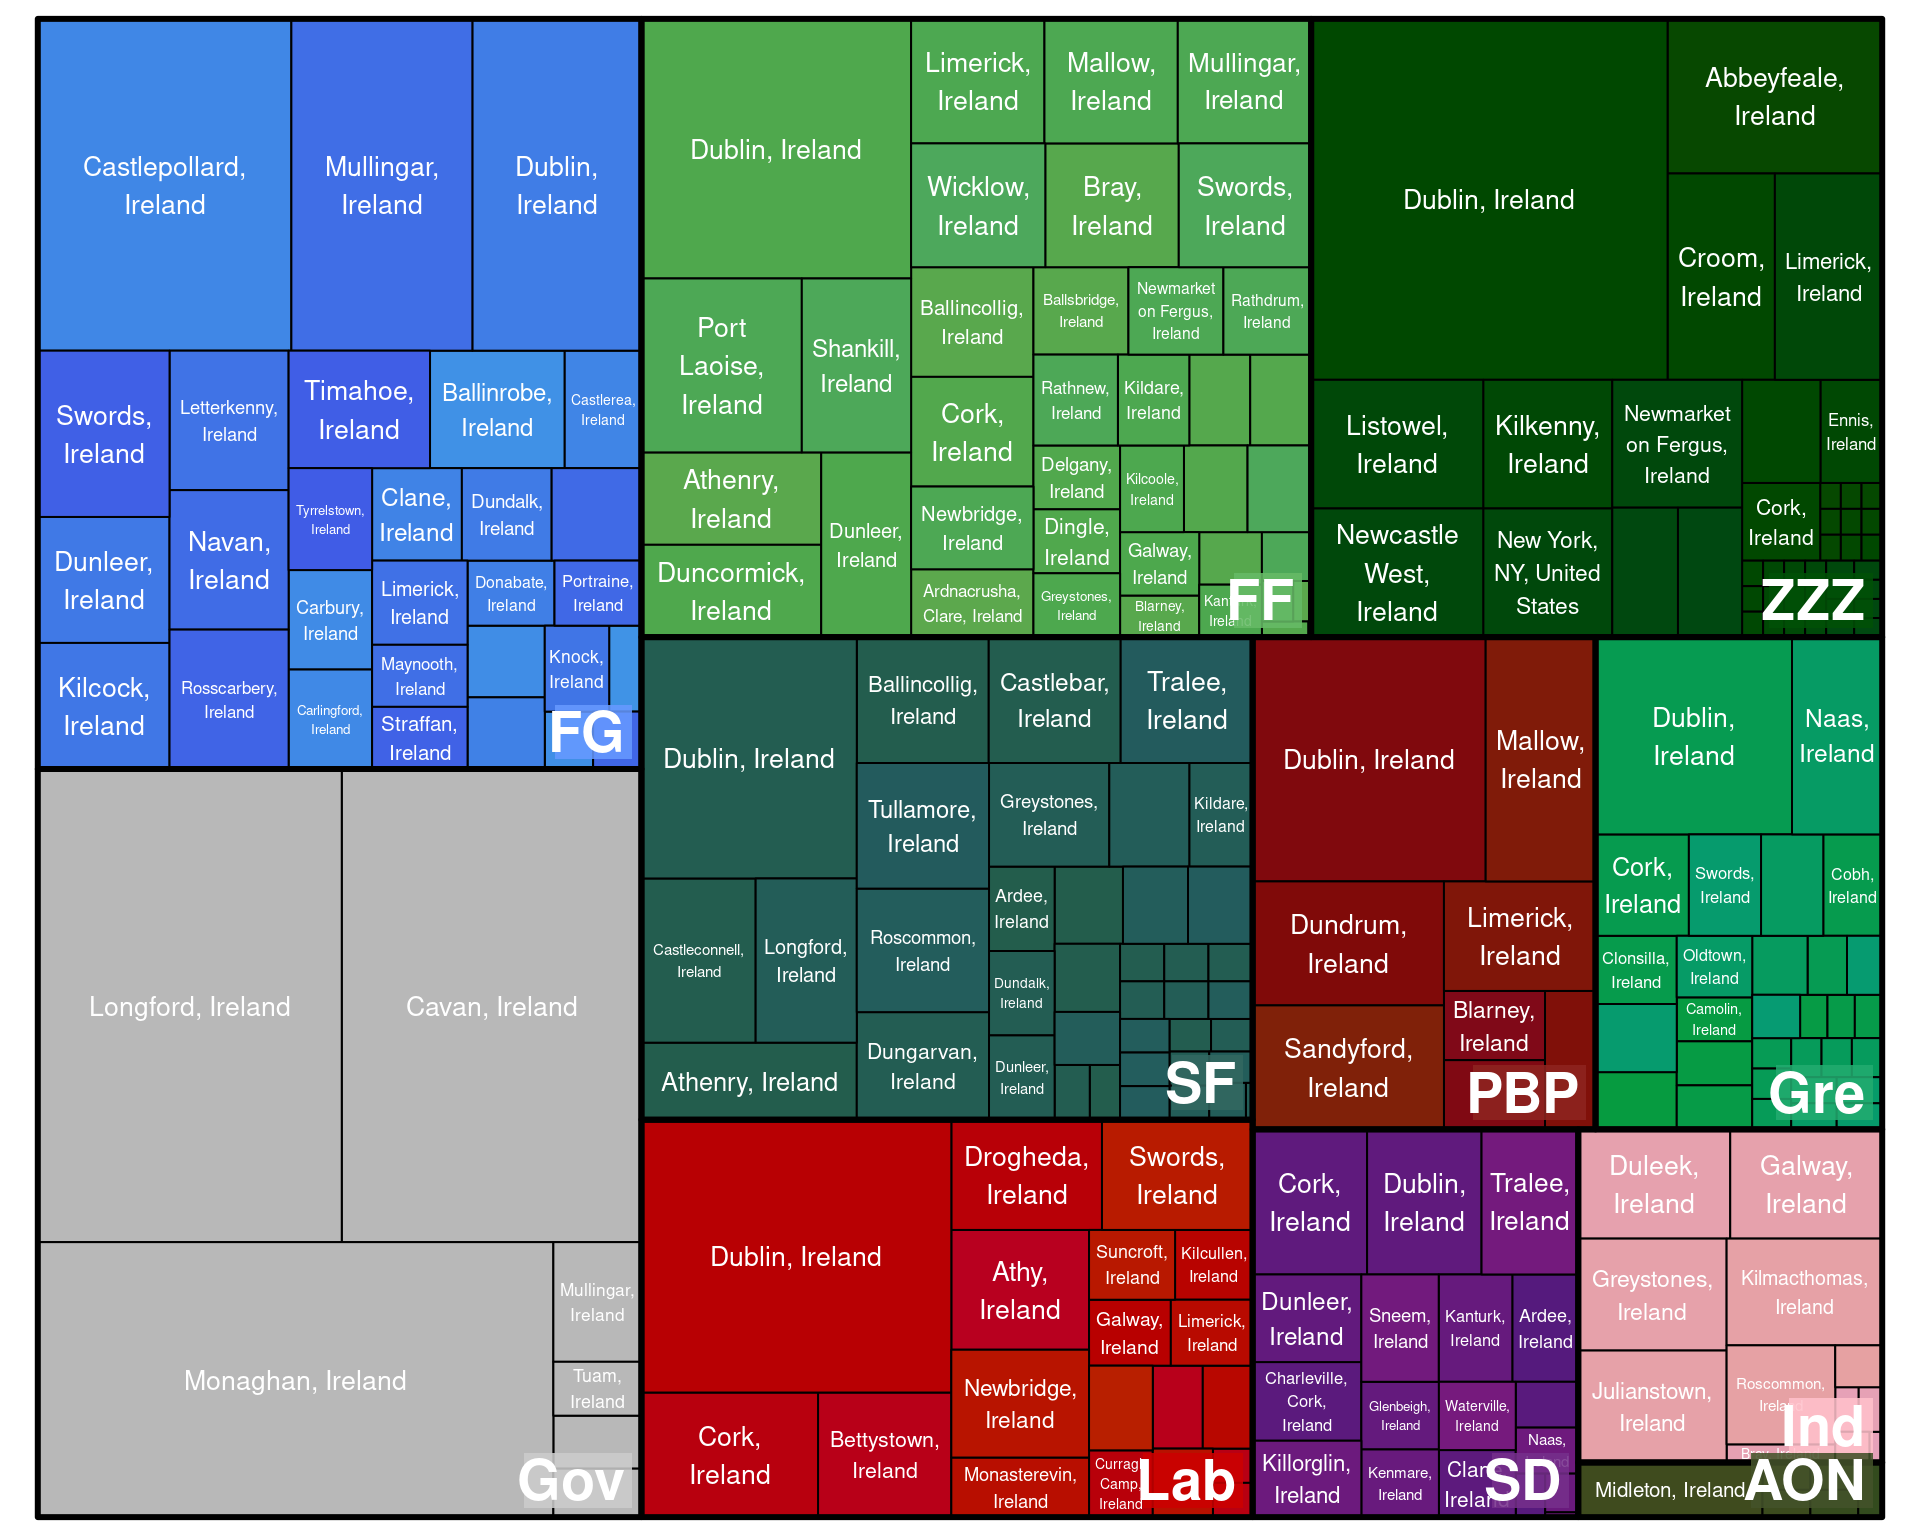 Castlepollard,
Ireland
Mullingar,
Ireland
Dublin,
Ireland
Swords,
Ireland
Letterkenny,
Ireland
Timahoe,
Ireland
Ballinrobe,
Ireland
Castlerea,
Ireland
Dunleer,
Ireland
Navan,
Ireland
Tyrrelstown,
Ireland
Clane,
Ireland
Dundalk,
Ireland
Kilcock,
Ireland
Rosscarbery,
Ireland
Carbury,
Ireland
Limerick,
Ireland
Donabate,
Ireland
Portraine,
Ireland
Carlingford,
Ireland
Maynooth,
Ireland
Straffan,
Ireland
Knock,
Ireland
FG
Longford, Ireland
Cavan, Ireland
Monaghan, Ireland
Mullingar,
Ireland
Tuam,
Ireland
Gov
Dublin, Ireland
Limerick,
Ireland
Mallow,
Ireland
Mullingar,
Ireland
Wicklow,
Ireland
Bray,
Ireland
Swords,
Ireland
Port
Laoise,
Ireland
Shankill,
Ireland
Athenry,
Ireland
Duncormick,
Ireland
Dunleer,
Ireland
Ballincollig,
Ireland
Ballsbridge,
Ireland
Newmarket
on Fergus,
Ireland
Rathdrum,
Ireland
Cork,
Ireland
Rathnew,
Ireland
Kildare,
Ireland
Newbridge,
Ireland
Delgany,
Ireland
Kilcoole,
Ireland
Dingle,
Ireland
Galway,
Ireland
Ardnacrusha,
Clare, Ireland
Greystones,
Ireland
Blarney,
Ireland
FF
Dublin, Ireland
Abbeyfeale,
Ireland
Croom,
Ireland
Limerick,
Ireland
Listowel,
Ireland
Kilkenny,
Ireland
Newmarket
on Fergus,
Ireland
Ennis,
Ireland
Newcastle
West,
Ireland
New York,
NY, United
States
Cork,
Ireland
ZZZ
Dublin, Ireland
Ballincollig,
Ireland
Castlebar,
Ireland
Tralee,
Ireland
Tullamore,
Ireland
Greystones,
Ireland
Kildare,
Ireland
Castleconnell,
Ireland
Longford,
Ireland
Roscommon,
Ireland
Ardee,
Ireland
Dundalk,
Ireland
Athenry, Ireland
Dungarvan,
Ireland
Dunleer,
Ireland
SF
Dublin, Ireland
Mallow,
Ireland
Dundrum,
Ireland
Limerick,
Ireland
Sandyford,
Ireland
Blarney,
Ireland
PBP
Dublin,
Ireland
Naas,
Ireland
Cork,
Ireland
Swords,
Ireland
Cobh,
Ireland
Clonsilla,
Ireland
Oldtown,
Ireland
Camolin,
Ireland
Gre
Dublin, Ireland
Drogheda,
Ireland
Swords,
Ireland
Athy,
Ireland
Suncroft,
Ireland
Kilcullen,
Ireland
Galway,
Ireland
Limerick,
Ireland
Cork,
Ireland
Bettystown,
Ireland
Newbridge,
Ireland
Monasterevin,
Ireland
Camp,
Ireland
Lab
Cork,
Ireland
Dublin,
Ireland
Tralee,
Ireland
Dunleer,
Ireland
Sneem,
Ireland
Kanturk,
Ireland
Ardee,
Ireland
Charleville,
Cork,
Ireland
Glenbeigh,
Ireland
Waterville,
Ireland
Naas,
Killorglin,
Ireland
Kenmare,
Ireland
SD
Duleek,
Ireland
Galway,
Ireland
Greystones,
Ireland
Kilmacthomas,
Ireland
Julianstown,
Ireland
Roscommon,
Ind
Midleton, Ireland
AON